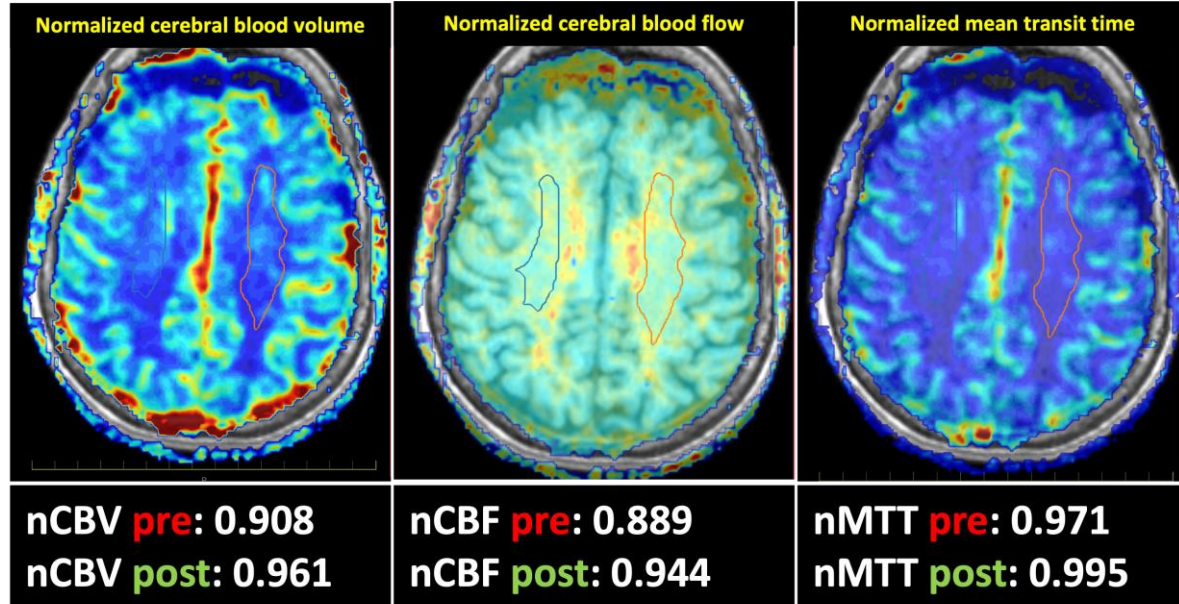 Normalized cerebral blood volume
Normalized cerebral blood flow
Normalized mean transit time
nCBV pre: 0.908
nCBV post: 0.961
nCBF pre: 0.889
nCBF post: 0.944
nMTT pre: 0.971
nMTT post: 0.995